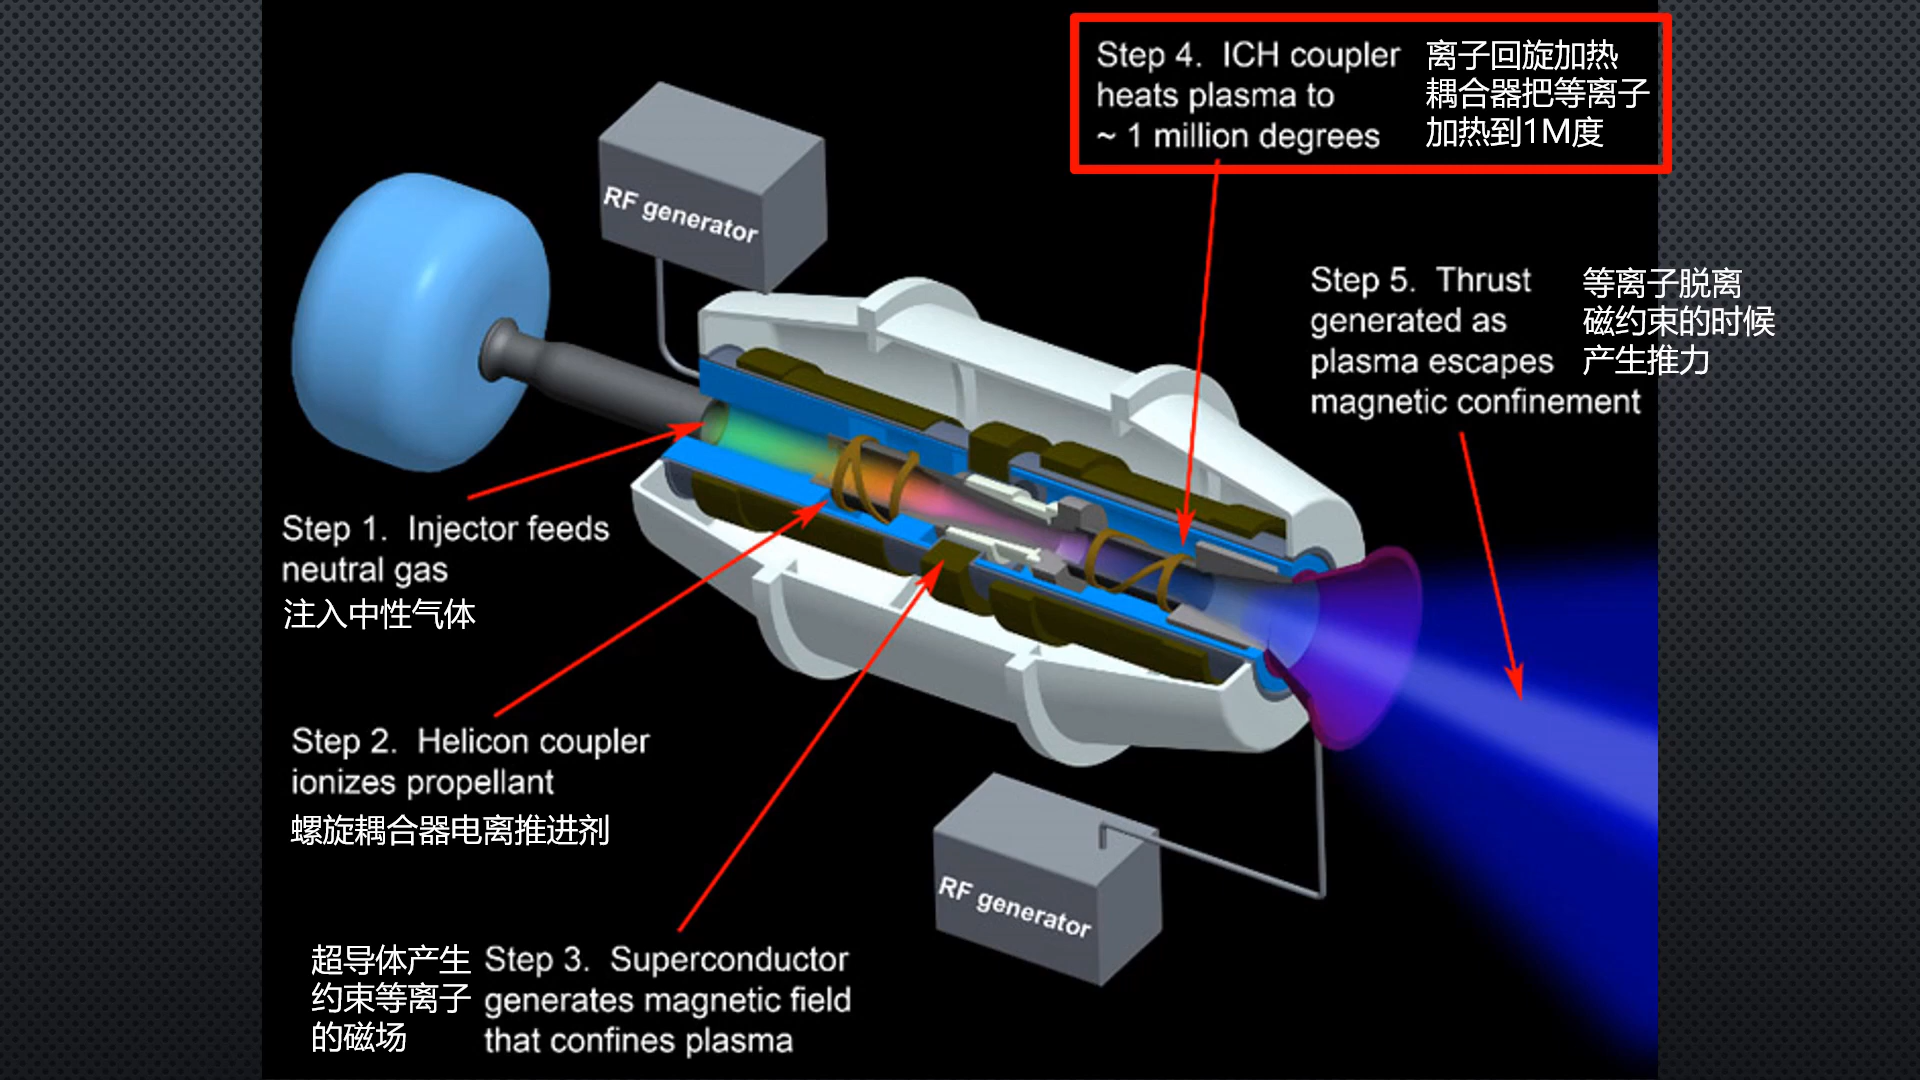 Step 4.  ICH coupler
heats plasma to
~ 1 million degrees
离子回旋加热
耦合器把等离子
加热到1M度
RF generator
Step 5.  Thrust
generated as
plasma escapes
magnetic confinement
等离子脱离
磁约束的时候
产生推力
Step 1.  Injector feeds
neutral gas
注入中性气体
Step 2.  Helicon coupler
ionizes propellant
螺旋耦合器电离推进剂
RF generator
超导体产生
约束等离子
的磁场
Step 3.  Superconductor
generates magnetic field
that confines plasma